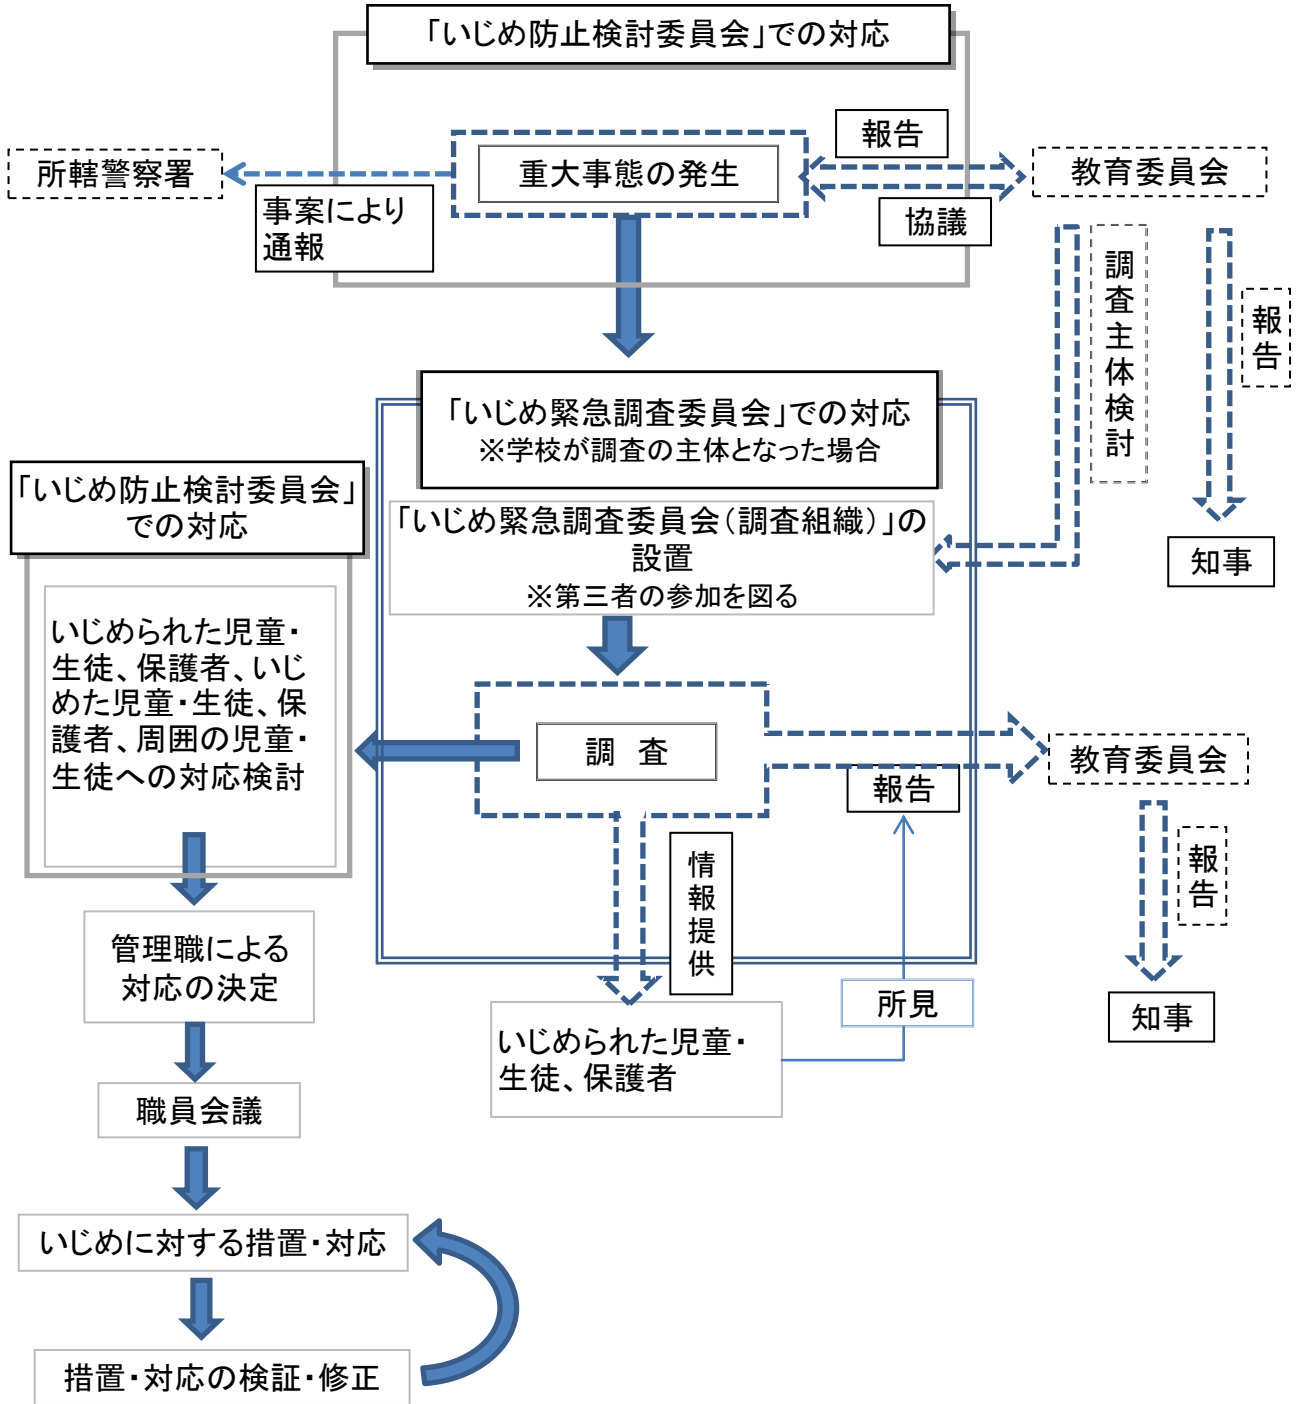 「いじめ防止検討委員会」での対応
報告
重大事態の発生
所轄警察署
教育委員会
事案により
通報
協議
調査主体検討
報告
「いじめ緊急調査委員会」での対応
※学校が調査の主体となった場合
「いじめ防止検討委員会」
での対応
「いじめ緊急調査委員会(調査組織)」の
設置
※第三者の参加を図る
知事
いじめられた児童・
生徒、保護者、いじ
めた児童・生徒、保
護者、周囲の児童・
生徒への対応検討
調 査
教育委員会
報告
情報提供
報告
管理職による
対応の決定
所見
知事
いじめられた児童・
生徒、保護者
職員会議
いじめに対する措置・対応
措置・対応の検証・修正